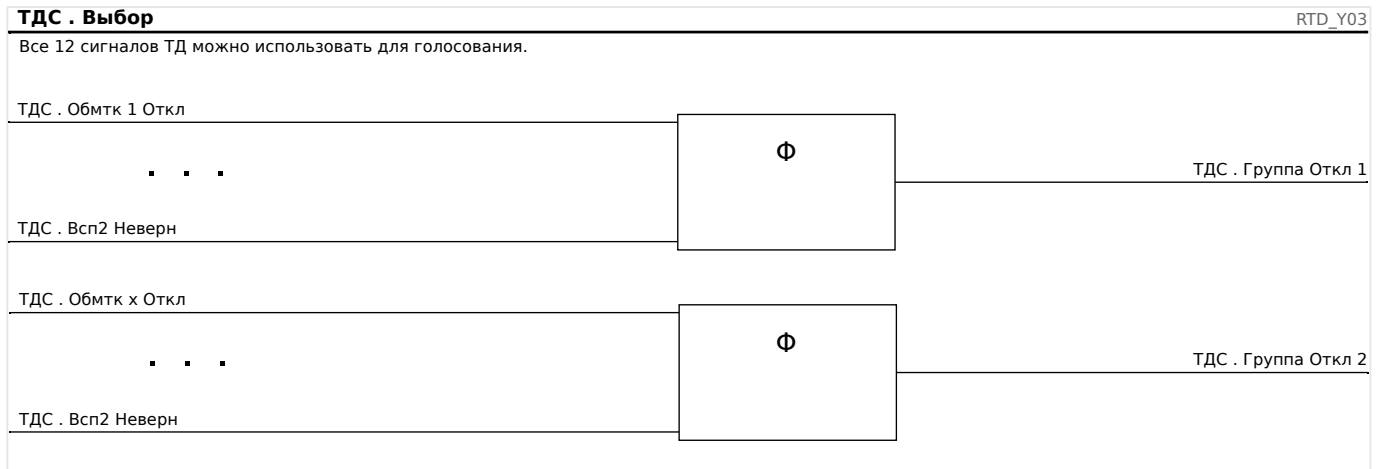 ТДС . Выбор RTD_Y03
Все 12 сигналов ТД можно использовать для голосования.
ТДС . Обмтк 1 Откл
Ф
. . .
ТДС . Группа Откл 1
ТДС . Всп2 Неверн
ТДС . Обмтк x Откл
Ф
. . .
ТДС . Группа Откл 2
ТДС . Всп2 Неверн